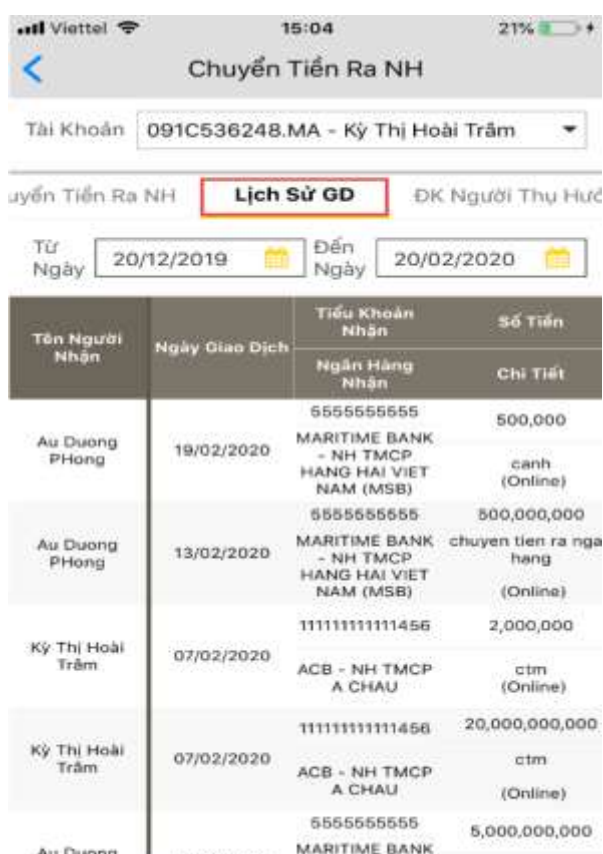 Viettel 15:04 21%
Chuyển Tiền Ra NH
Tài Khoản 091C536248.MA - Kỳ Thị Hoài Trâm
uyển Tiền Ra NH Lịch Sử GD ĐK Người Thụ Hưở
Từ Ngày 20/12/2019 Đến Ngày 20/02/2020
Tên Người Nhận Ngày Giao Dịch Tiểu Khoản Nhận Số Tiền
Ngân Hàng Nhận Chi Tiết
Au Duong PHong 19/02/2020 5555555555 500,000
MARITIME BANK - NH TMCP HANG HAI VIET NAM (MSB) canh (Online)
Au Duong PHong 13/02/2020 5555555555 500,000,000
MARITIME BANK - NH TMCP HANG HAI VIET NAM (MSB) chuyen tien ra nga hang (Online)
Kỳ Thị Hoài Trâm 07/02/2020 111111111111456 2,000,000
ACB - NH TMCP A CHAU ctm (Online)
Kỳ Thị Hoài Trâm 07/02/2020 111111111111456 20,000,000,000
ACB - NH TMCP A CHAU ctm (Online)
Au Duong 5555555555 5,000,000,000
MARITIME BANK